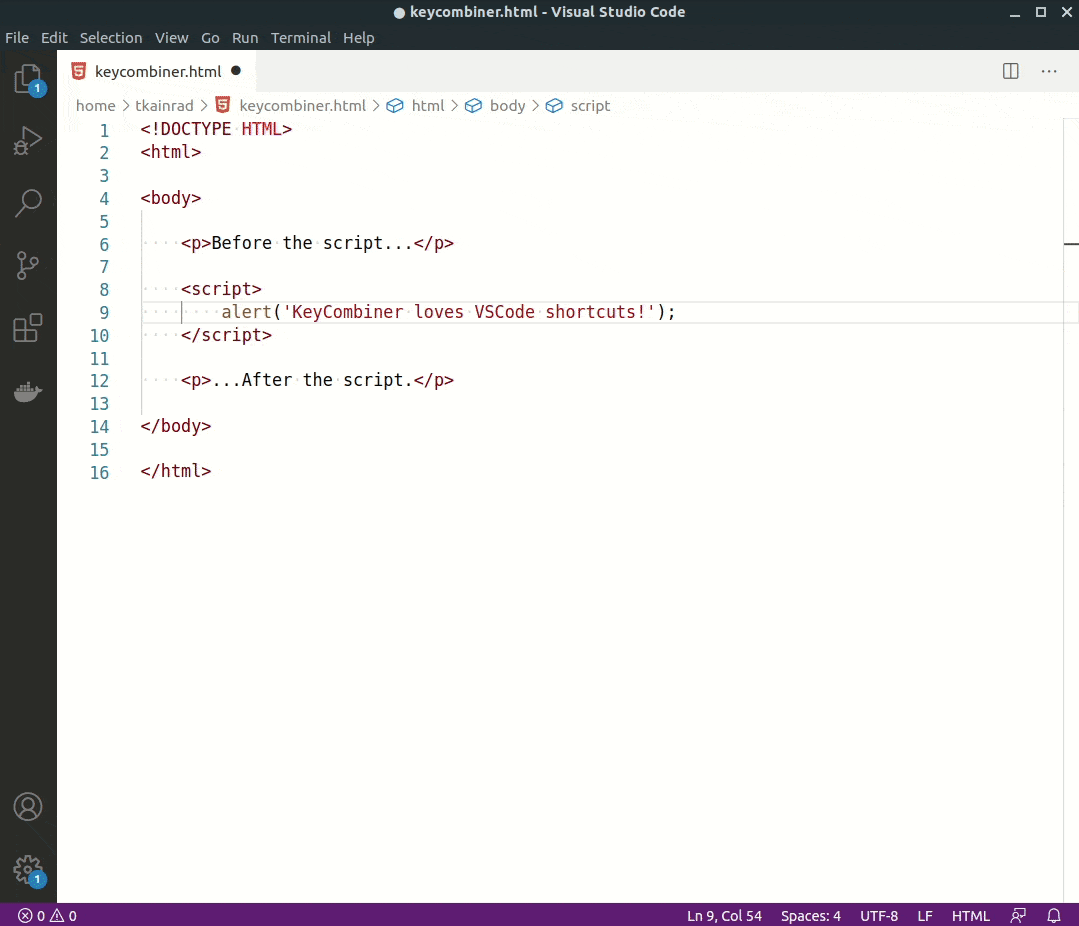 keycombiner.html - Visual Studio Code
File Edit Selection View Go Run Terminal Help
1
keycombiner.html
home > tkainrad > keycombiner.html > html > body > script
1 <!DOCTYPE HTML>
2 <html>
3
4 <body>
5
6 <p>Before the script...</p>
7
8 <script>
9 alert('KeyCombiner loves VSCode shortcuts!');
10 </script>
11
12 <p>...After the script.</p>
13
14 </body>
15
16 </html>
1
0 0 Ln 9, Col 54 Spaces: 4 UTF-8 LF HTML